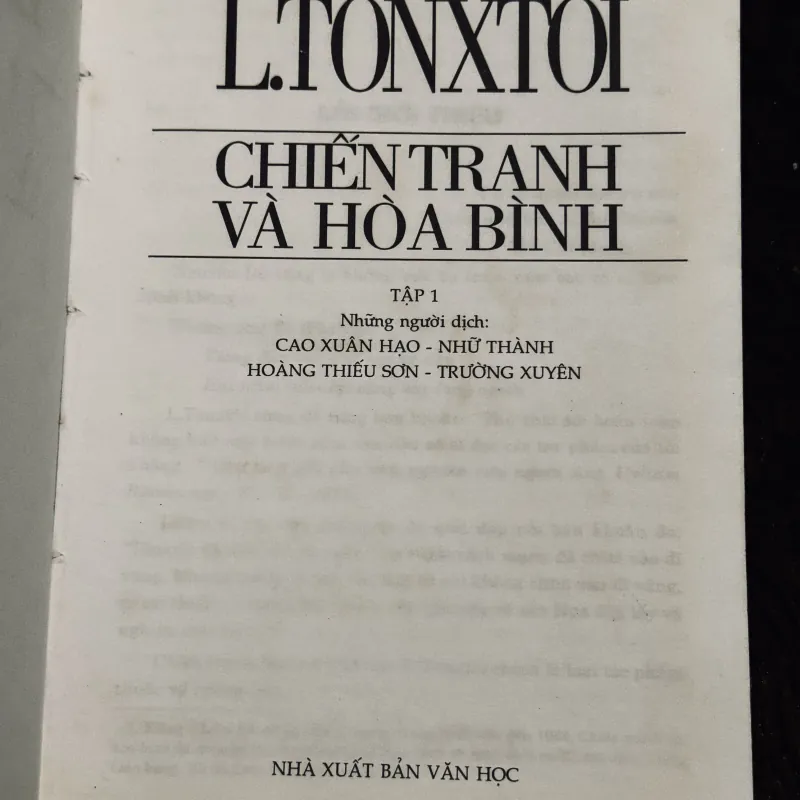 L.TÔNXTÔI
CHIẾN TRANH
VÀ HÒA BÌNH
TẬP 1
Những người dịch:
CAO XUÂN HẠO - NHỮ THÀNH
HOÀNG THIẾU SƠN - TRƯỜNG XUYÊN
NHÀ XUẤT BẢN VĂN HỌC